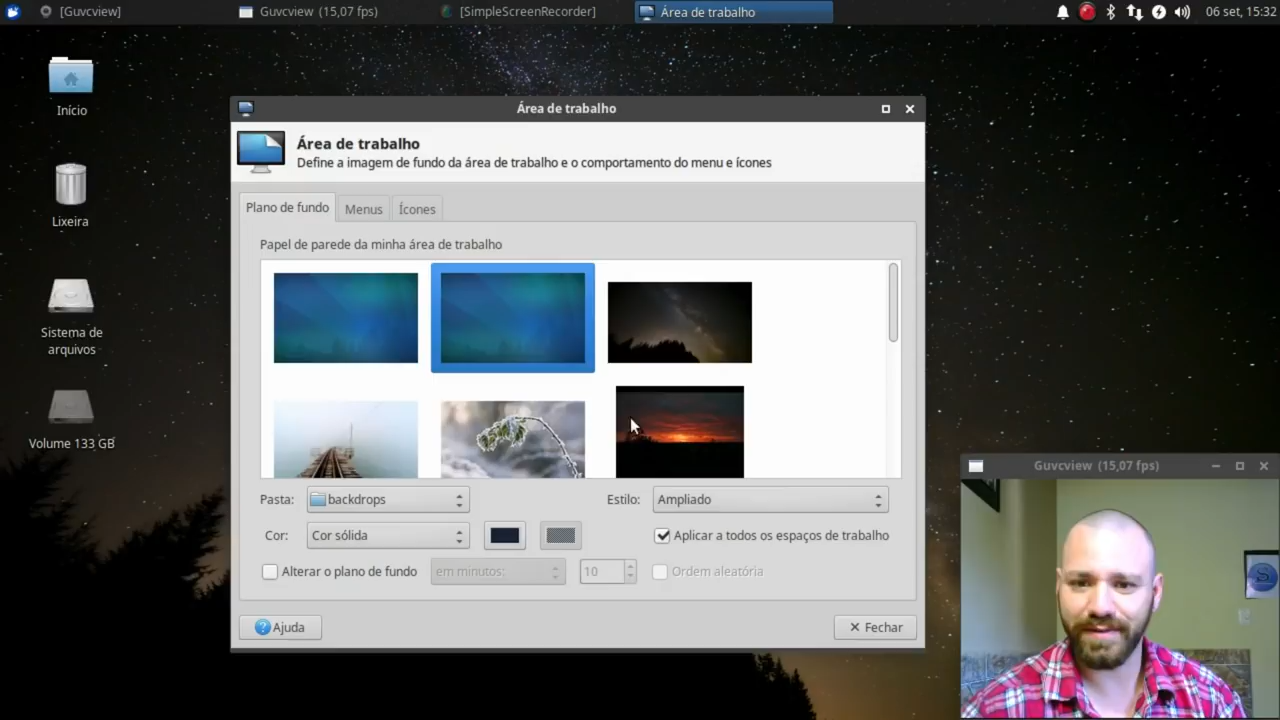 [Guvcview]
Guvcview (15,07 fps)
[SimpleScreenRecorder]
Área de trabalho
06 set, 15:32
Início
Lixeira
Sistema de
arquivos
Volume 133 GB
Área de trabalho
Área de trabalho
Define a imagem de fundo da área de trabalho e o comportamento do menu e ícones
Plano de fundo
Menus
Ícones
Papel de parede da minha área de trabalho
Pasta:
backdrops
Estilo:
Ampliado
Cor:
Cor sólida
Aplicar a todos os espaços de trabalho
Alterar o plano de fundo
em minutos:
10
Ordem aleatória
Ajuda
Fechar
Guvcview (15,07 fps)